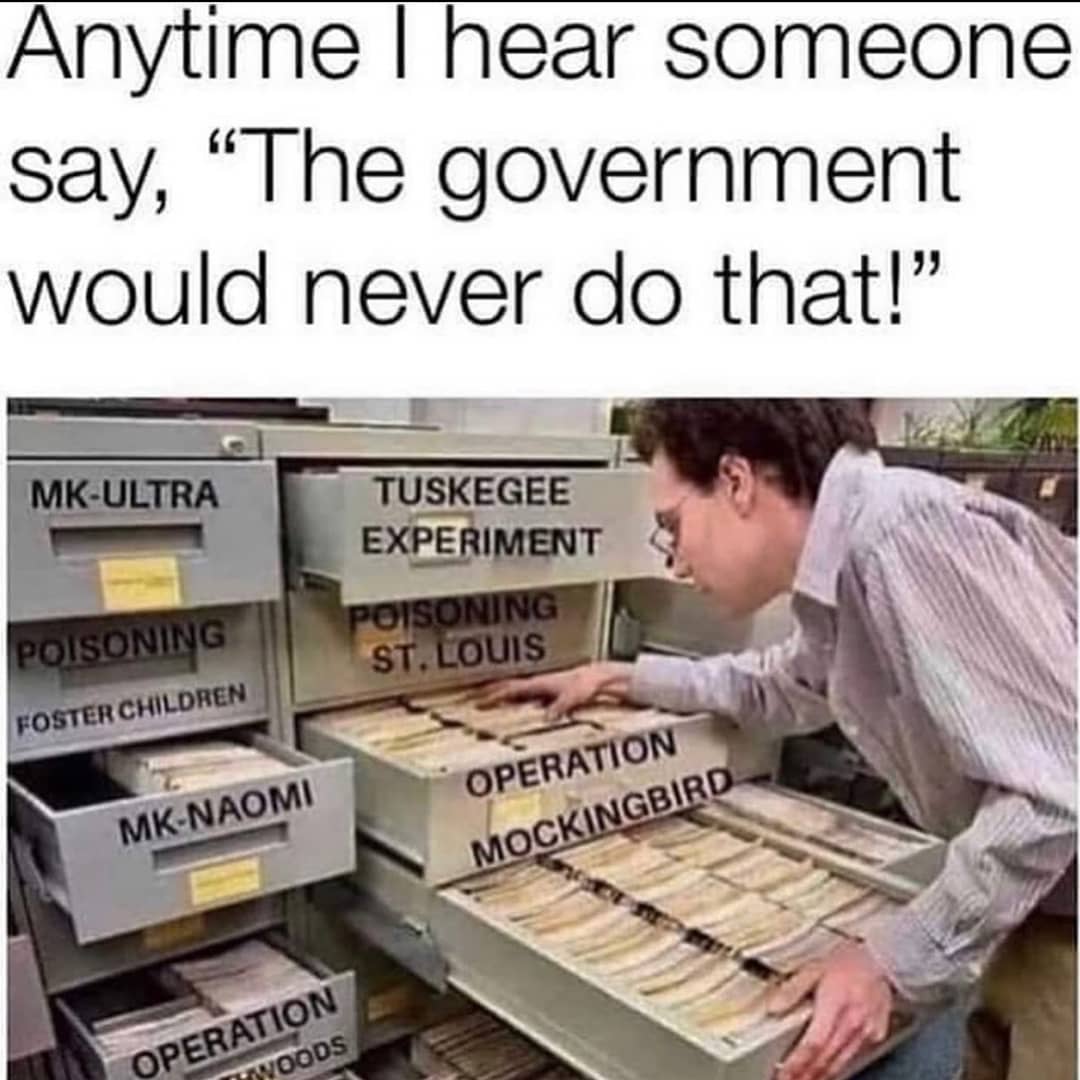 Anytime I hear someone
say, “The government
would never do that!”
MK-ULTRA
TUSKEGEE
EXPERIMENT
POISONING
ST. LOUIS
POISONING
FOSTER CHILDREN
OPERATION
MOCKINGBIRD
MK-NAOMI
OPERATION